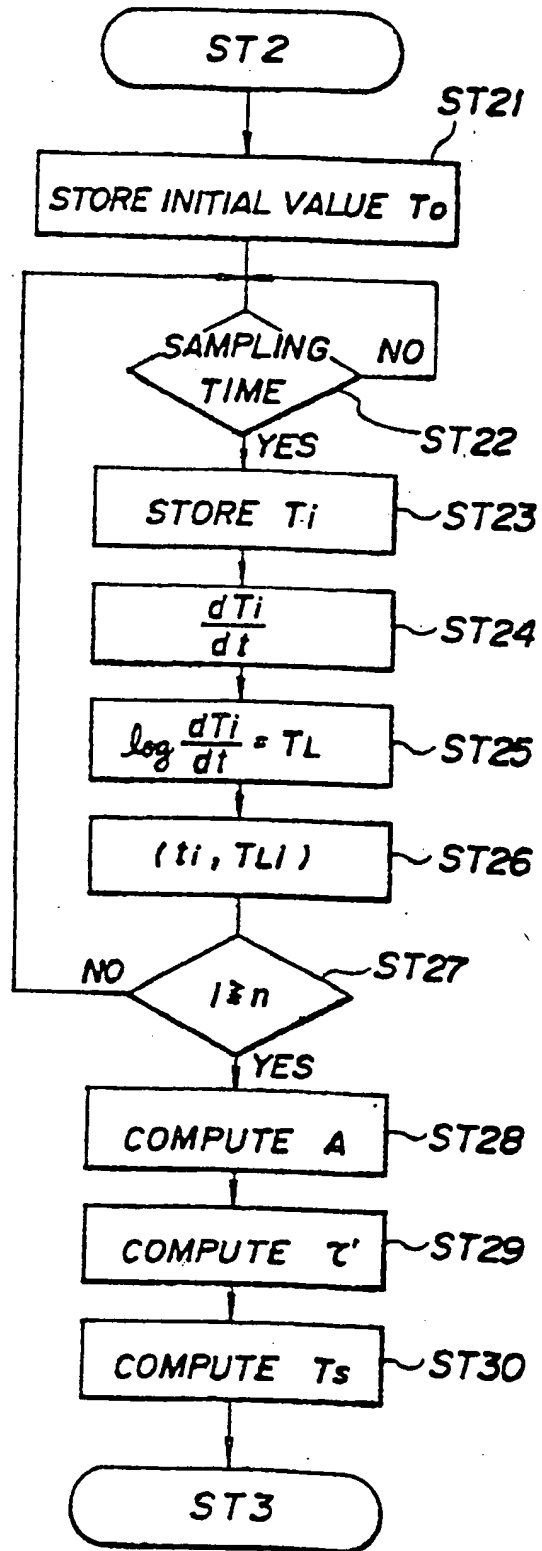 ST2
ST21
STORE INITIAL VALUE To
SAMPLING
TIME
NO
YES
ST22
STORE Ti
ST23
dTi
dt
ST24
log dTi/dt = TL
ST25
(ti, TLi)
ST26
NO
ST27
i ≧ n
YES
COMPUTE A
ST28
COMPUTE τ'
ST29
COMPUTE Ts
ST30
ST3